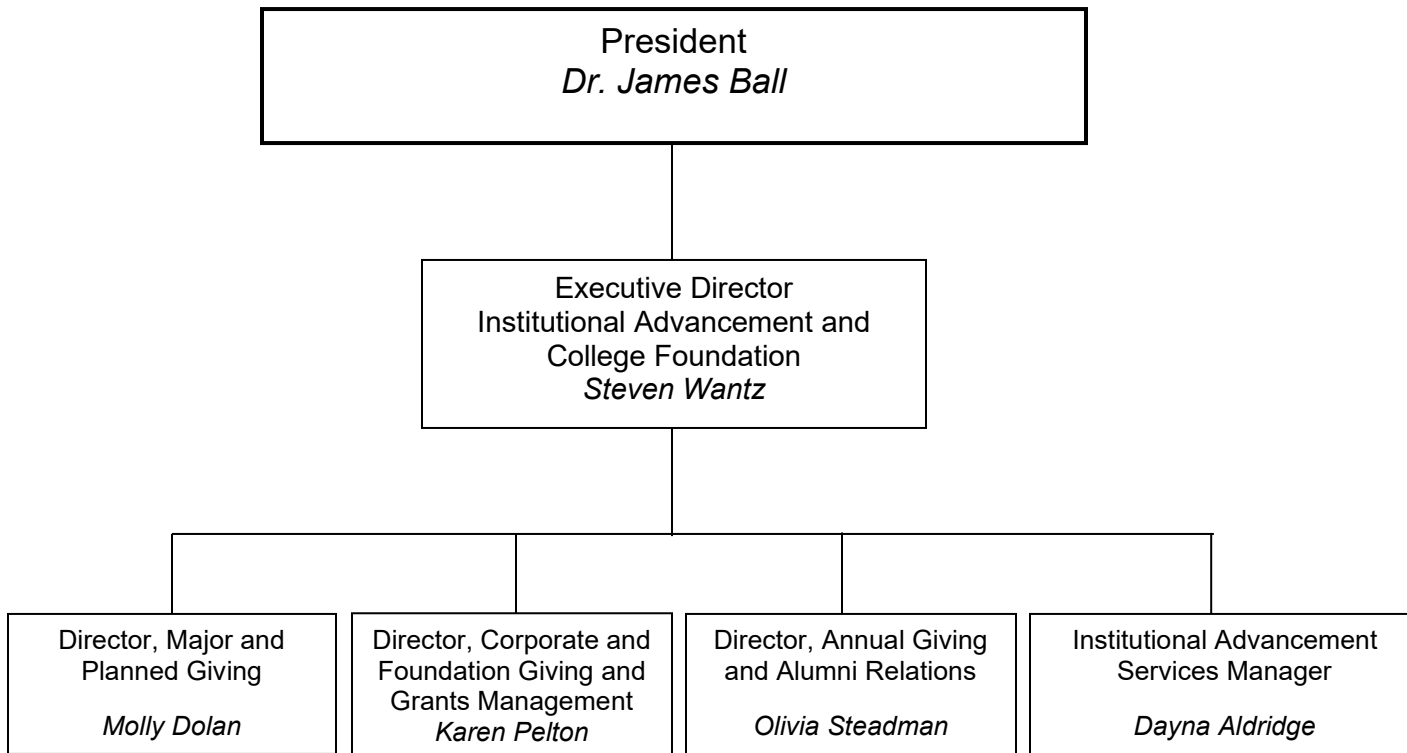 President
Dr. James Ball
Executive Director
Institutional Advancement and
College Foundation
Steven Wantz
Director, Major and
Planned Giving
Molly Dolan
Director, Corporate and
Foundation Giving and
Grants Management
Karen Pelton
Director, Annual Giving
and Alumni Relations
Olivia Steadman
Institutional Advancement
Services Manager
Dayna Aldridge